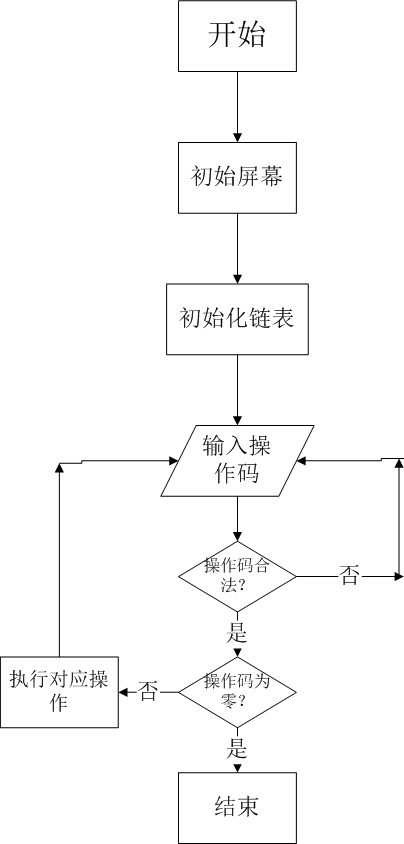 开始
初始屏幕
初始化链表
输入操
作码
操作码合
法?
否
是
操作码为
零?
否
执行对应操
作
是
结束